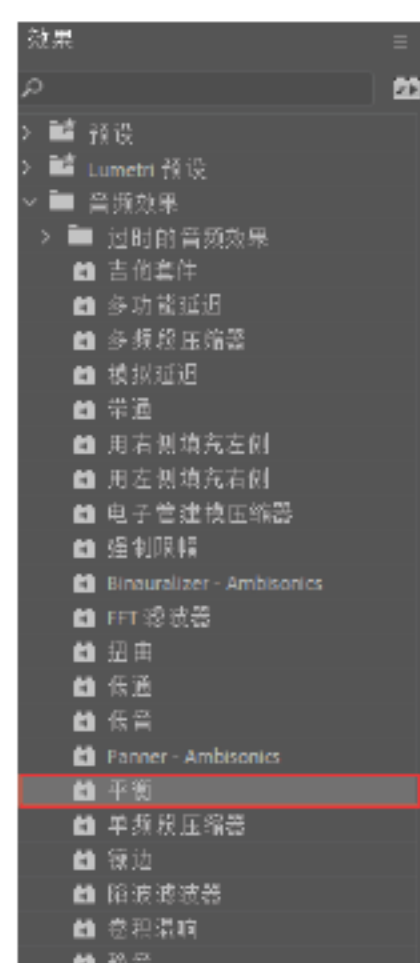 效果
预设
Lumetri 预设
音频效果
过时的音频效果
吉他套件
多功能延迟
多频段压缩器
模拟延迟
带通
用右侧填充左侧
用左侧填充右侧
电子管建模压缩器
强制限幅
Binauralizer - Ambisonics
FFT 滤波器
扭曲
低通
低音
Panner - Ambisonics
平衡
单频段压缩器
镶边
陷波滤波器
卷积混响